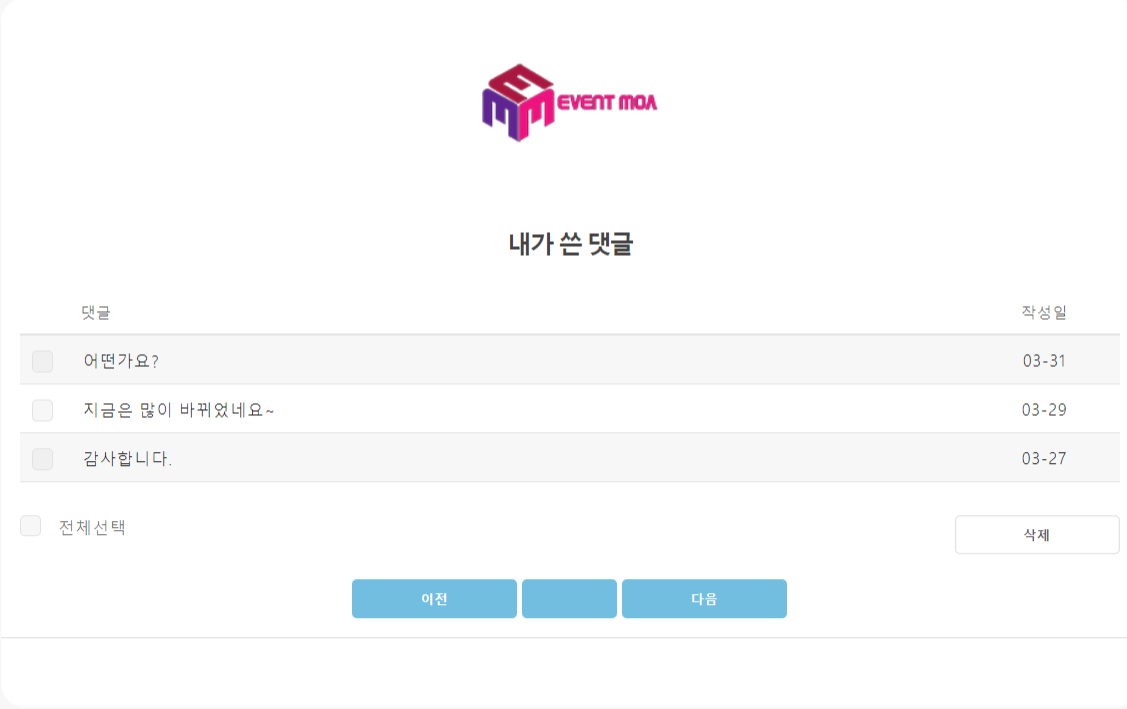 EVENT MOA
내가 쓴 댓글
댓글 작성일
어떤가요? 03-31
지금은 많이 바뀌었네요~ 03-29
감사합니다. 03-27
전체선택
삭제
이전 다음